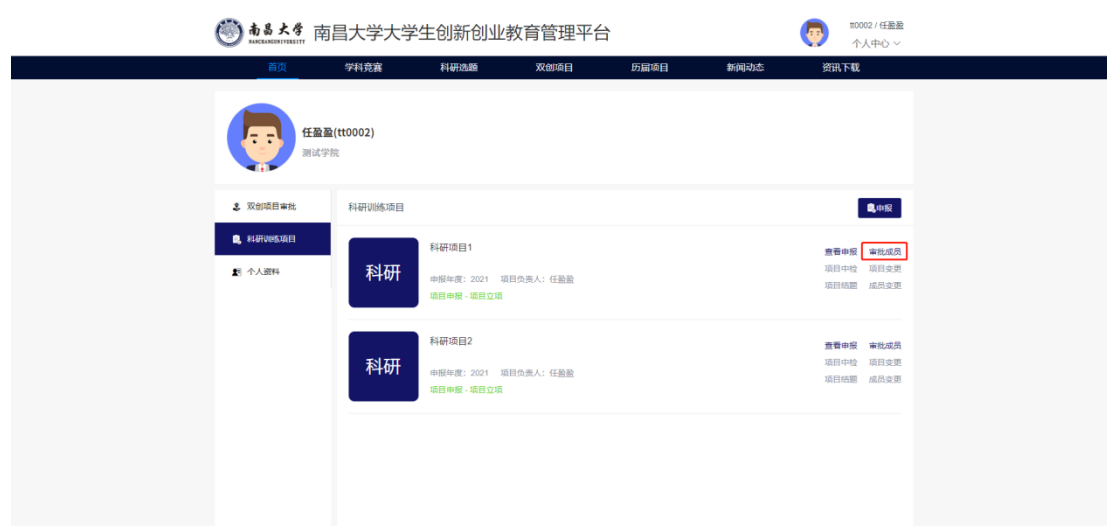 南昌大学 南昌大学大学生创新创业教育管理平台
NANCHANGUNIVERSITY
tt0002 / 任盈盈
个人中心
首页 学科竞赛 科研选题 双创项目 历届项目 新闻动态 资讯下载
任盈盈(tt0002)
测试学院
双创项目审批
科研训练项目
个人资料
科研训练项目 申报
科研
科研项目1
申报年度：2021 项目负责人：任盈盈
项目申报 - 项目立项
查看申报 审批成员
项目中检 项目变更
项目结题 成员变更
科研
科研项目2
申报年度：2021 项目负责人：任盈盈
项目申报 - 项目立项
查看申报 审批成员
项目中检 项目变更
项目结题 成员变更